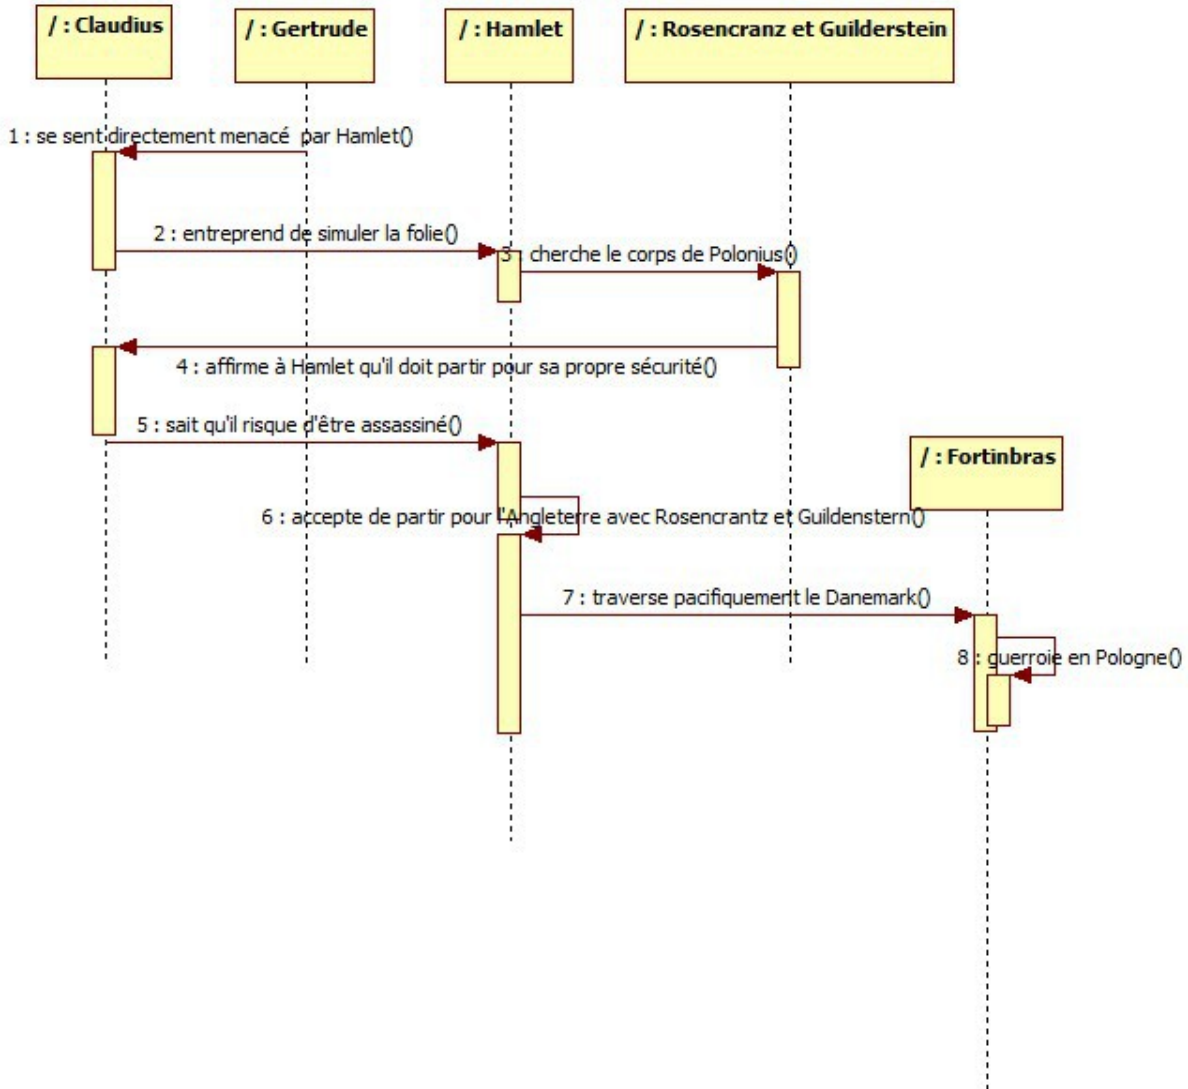 / : Claudius
/ : Gertrude
/ : Hamlet
/ : Rosencranz et Guilderstein
1 : se sent directement menacé par Hamlet()
2 : entreprend de simuler la folie()
3 : cherche le corps de Polonius()
4 : affirme à Hamlet qu'il doit partir pour sa propre sécurité()
5 : sait qu'il risque d'être assassiné()
/ : Fortinbras
6 : accepte de partir pour l'Angleterre avec Rosencrantz et Guildenstern()
7 : traverse pacifiquement le Danemark()
8 : guerroie en Pologne()